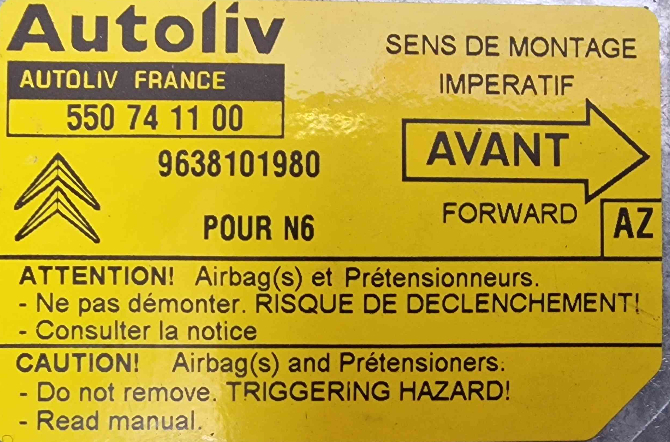 Autoliv
AUTOLIV FRANCE
550 74 11 00
9638101980
POUR N6
SENS DE MONTAGE
IMPERATIF
AVANT
FORWARD
AZ
ATTENTION! Airbag(s) et Prétensionneurs.
- Ne pas démonter. RISQUE DE DECLENCHEMENT!
- Consulter la notice
CAUTION! Airbag(s) and Prétensioners.
- Do not remove. TRIGGERING HAZARD!
- Read manual.